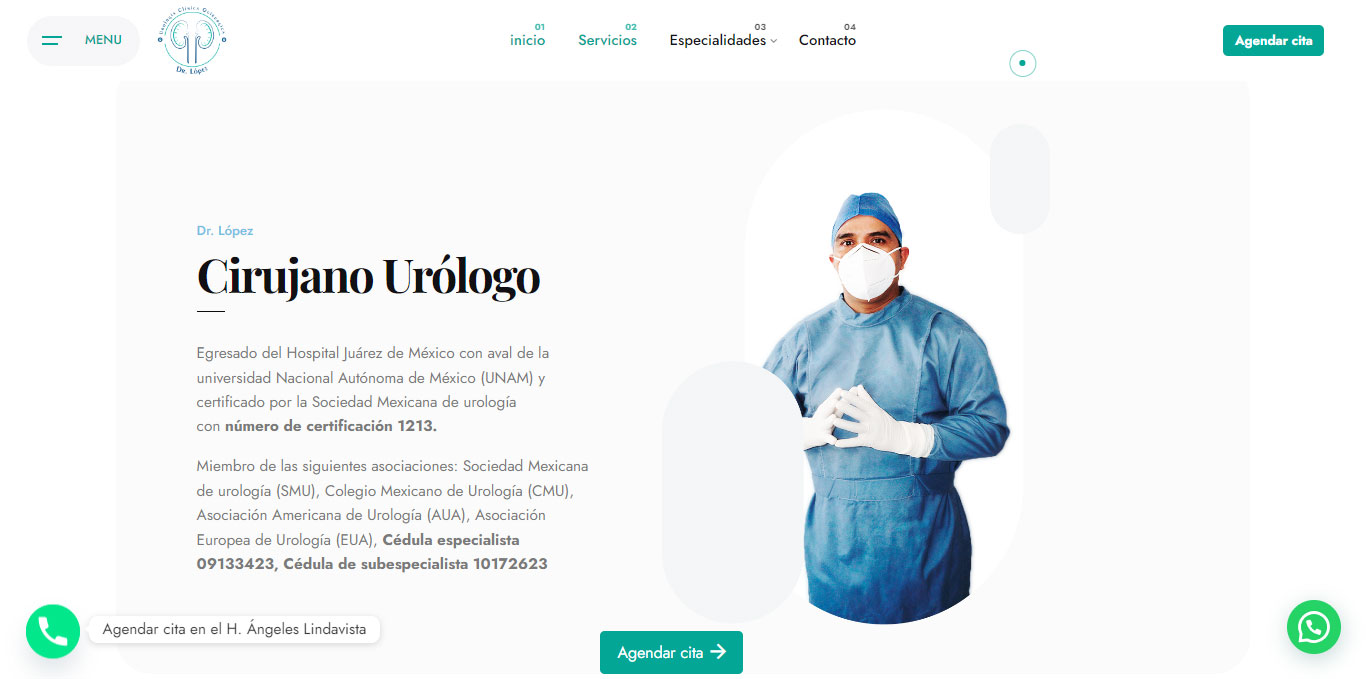 MENU
Urología Clínica Quirúrgica
Dr. López
01
inicio
02
Servicios
03
Especialidades
04
Contacto
Agendar cita
Dr. López
Cirujano Urólogo
Egresado del Hospital Juárez de México con aval de la
universidad Nacional Autónoma de México (UNAM) y
certificado por la Sociedad Mexicana de urología
con número de certificación 1213.
Miembro de las siguientes asociaciones: Sociedad Mexicana
de urología (SMU), Colegio Mexicano de Urología (CMU),
Asociación Americana de Urología (AUA), Asociación
Europea de Urología (EUA), Cédula especialista
09133423, Cédula de subespecialista 10172623
Agendar cita en el H. Ángeles Lindavista
Agendar cita